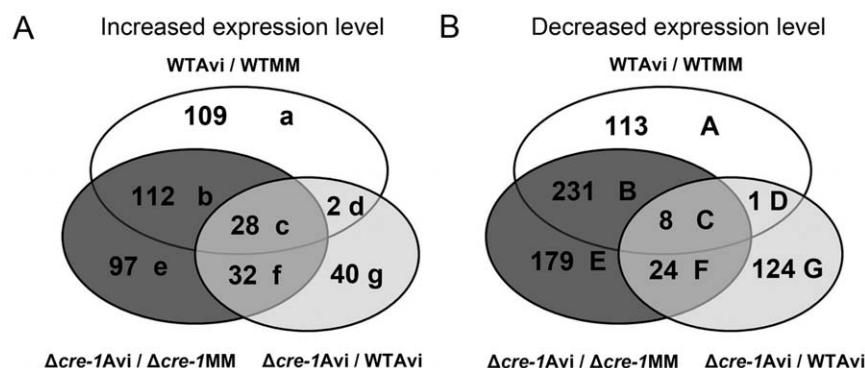 A Increased expression level
WTAvi / WTMM
109 a
112 b
2 d
28 c
97 e
32 f
40 g
Δcre-1Avi / Δcre-1MM
Δcre-1Avi / WTAvi
B Decreased expression level
WTAvi / WTMM
113 A
231 B
1 D
8 C
179 E
24 F
124 G
Δcre-1Avi / Δcre-1MM
Δcre-1Avi / WTAvi